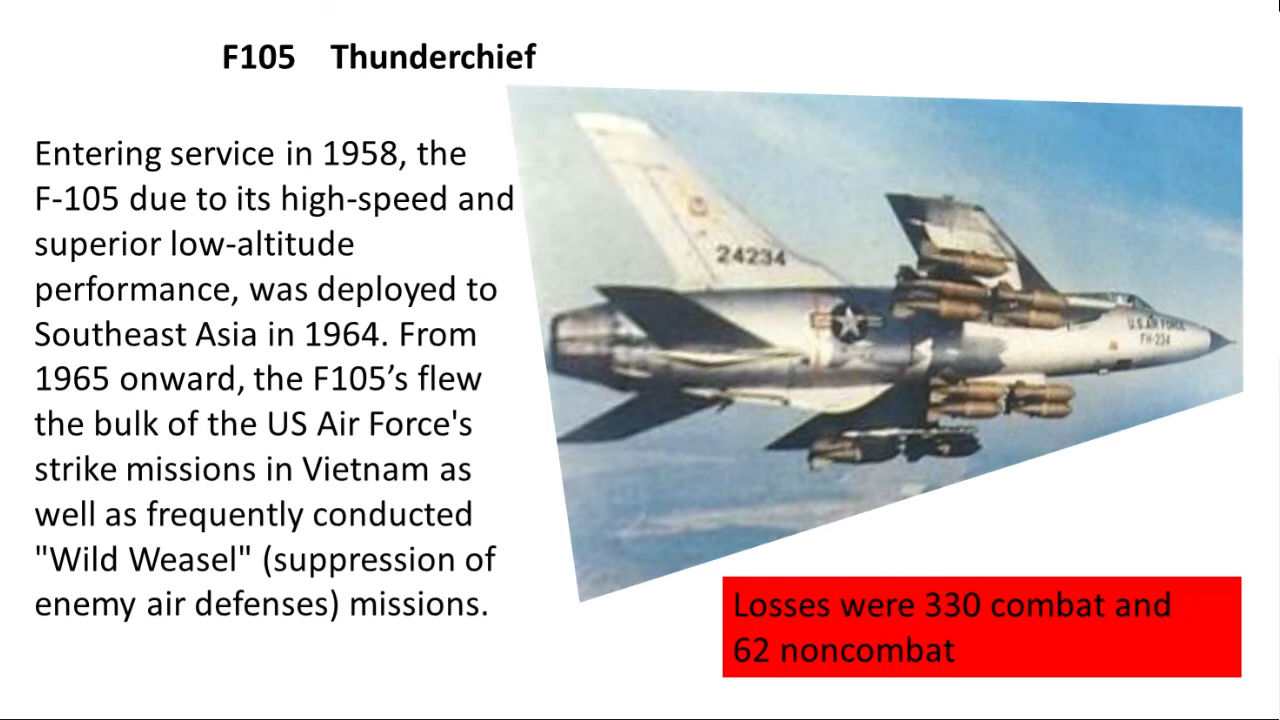 F105 Thunderchief
Entering service in 1958, the
F-105 due to its high-speed and
superior low-altitude
performance, was deployed to
Southeast Asia in 1964. From
1965 onward, the F105’s flew
the bulk of the US Air Force's
strike missions in Vietnam as
well as frequently conducted
"Wild Weasel" (suppression of
enemy air defenses) missions.
24234
U.S. AIR FORCE
FH-234
Losses were 330 combat and
62 noncombat